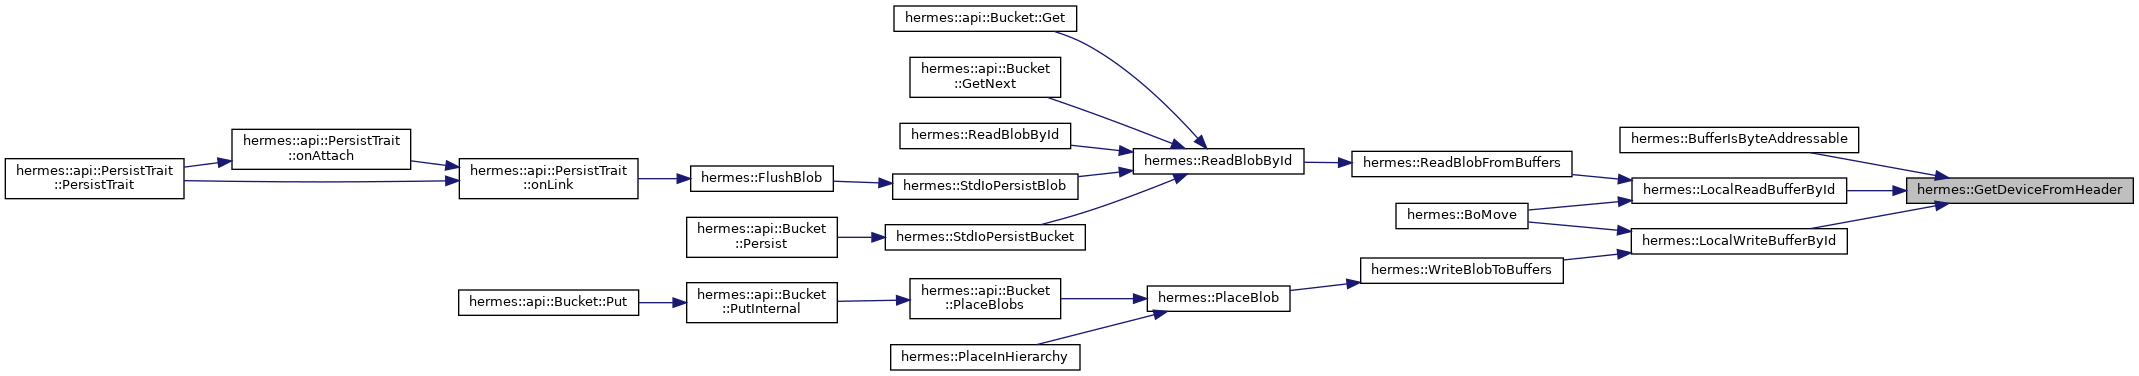 hermes::api::Bucket::Get
hermes::api::Bucket
::GetNext
hermes::ReadBlobById
hermes::api::PersistTrait
::onAttach
hermes::api::PersistTrait
::PersistTrait
hermes::api::PersistTrait
::onLink
hermes::FlushBlob
hermes::StdIoPersistBlob
hermes::ReadBlobById
hermes::ReadBlobFromBuffers
hermes::BufferIsByteAddressable
hermes::LocalReadBufferById
hermes::GetDeviceFromHeader
hermes::BoMove
hermes::api::Bucket
::Persist
hermes::StdIoPersistBucket
hermes::LocalWriteBufferById
hermes::WriteBlobToBuffers
hermes::api::Bucket::Put
hermes::api::Bucket
::PutInternal
hermes::api::Bucket
::PlaceBlobs
hermes::PlaceBlob
hermes::PlaceInHierarchy